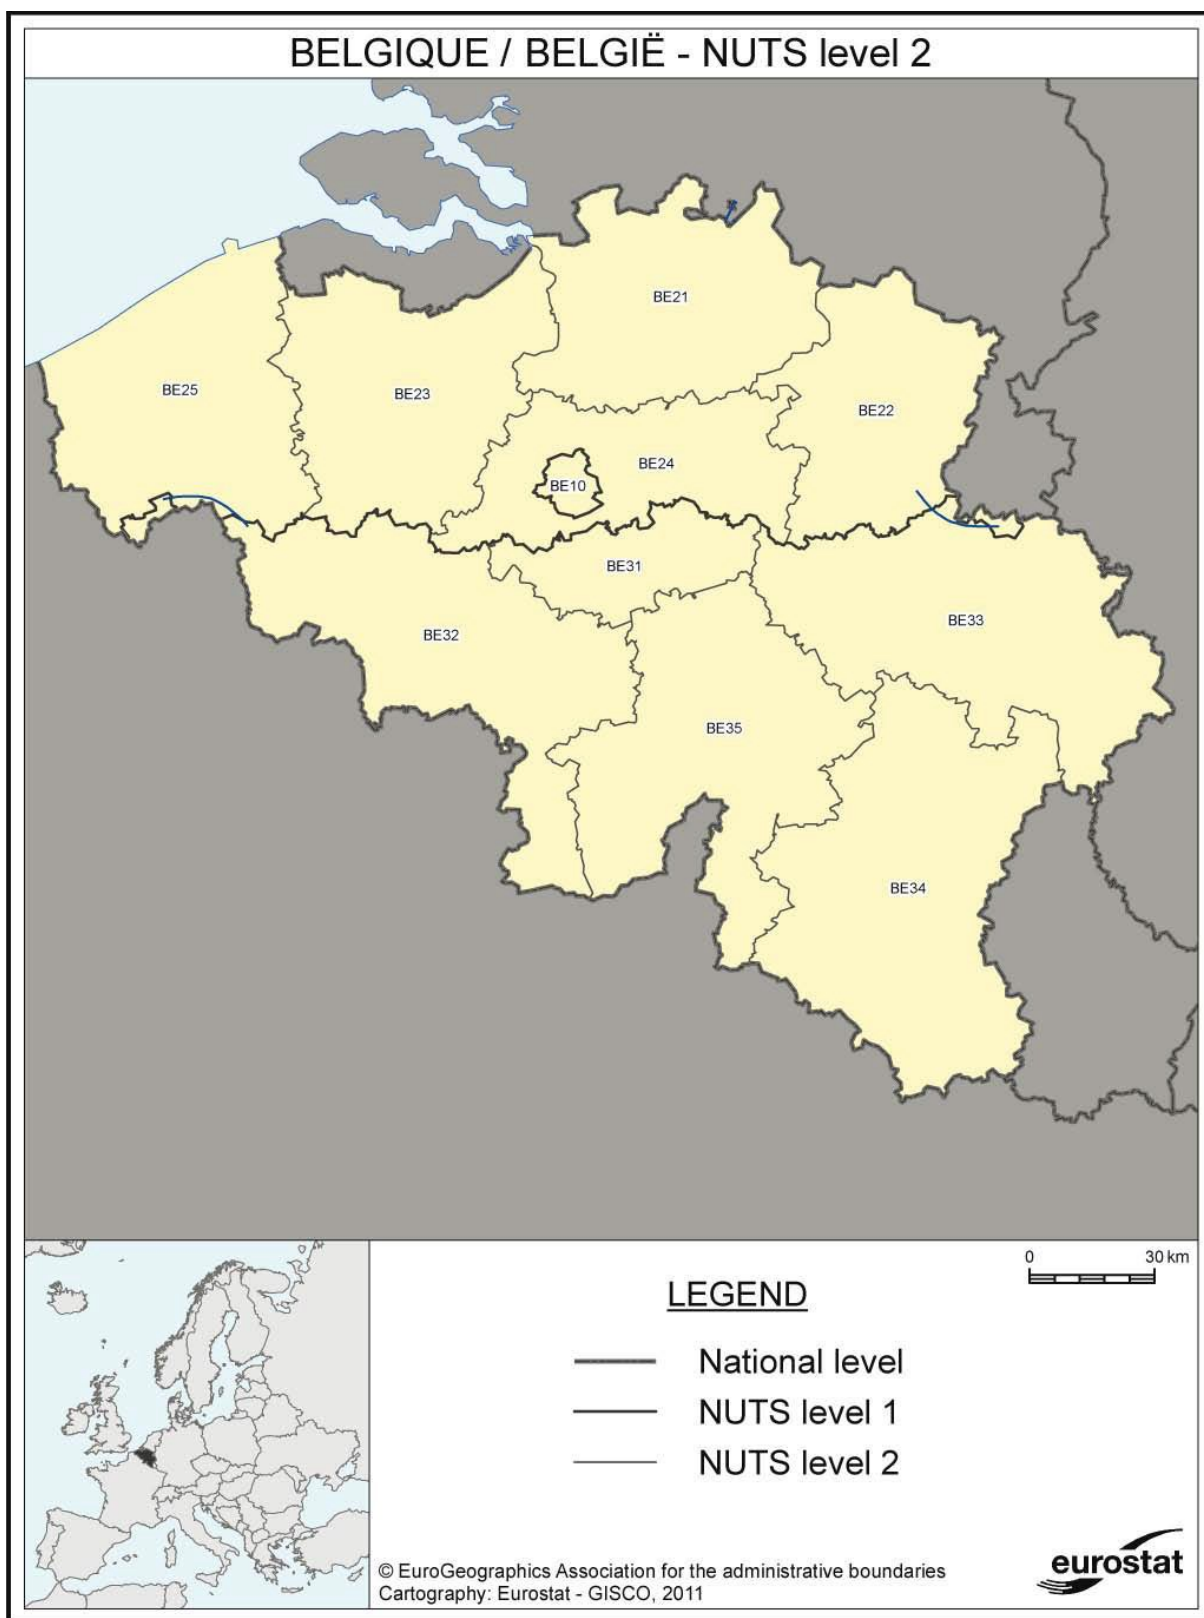 BELGIQUE / BELGIË - NUTS level 2
BE21
BE25
BE23
BE22
BE24
BE10
BE31
BE32
BE33
BE35
BE34
0 30 km
LEGEND
National level
NUTS level 1
NUTS level 2
© EuroGeographics Association for the administrative boundaries
Cartography: Eurostat - GISCO, 2011
eurostat